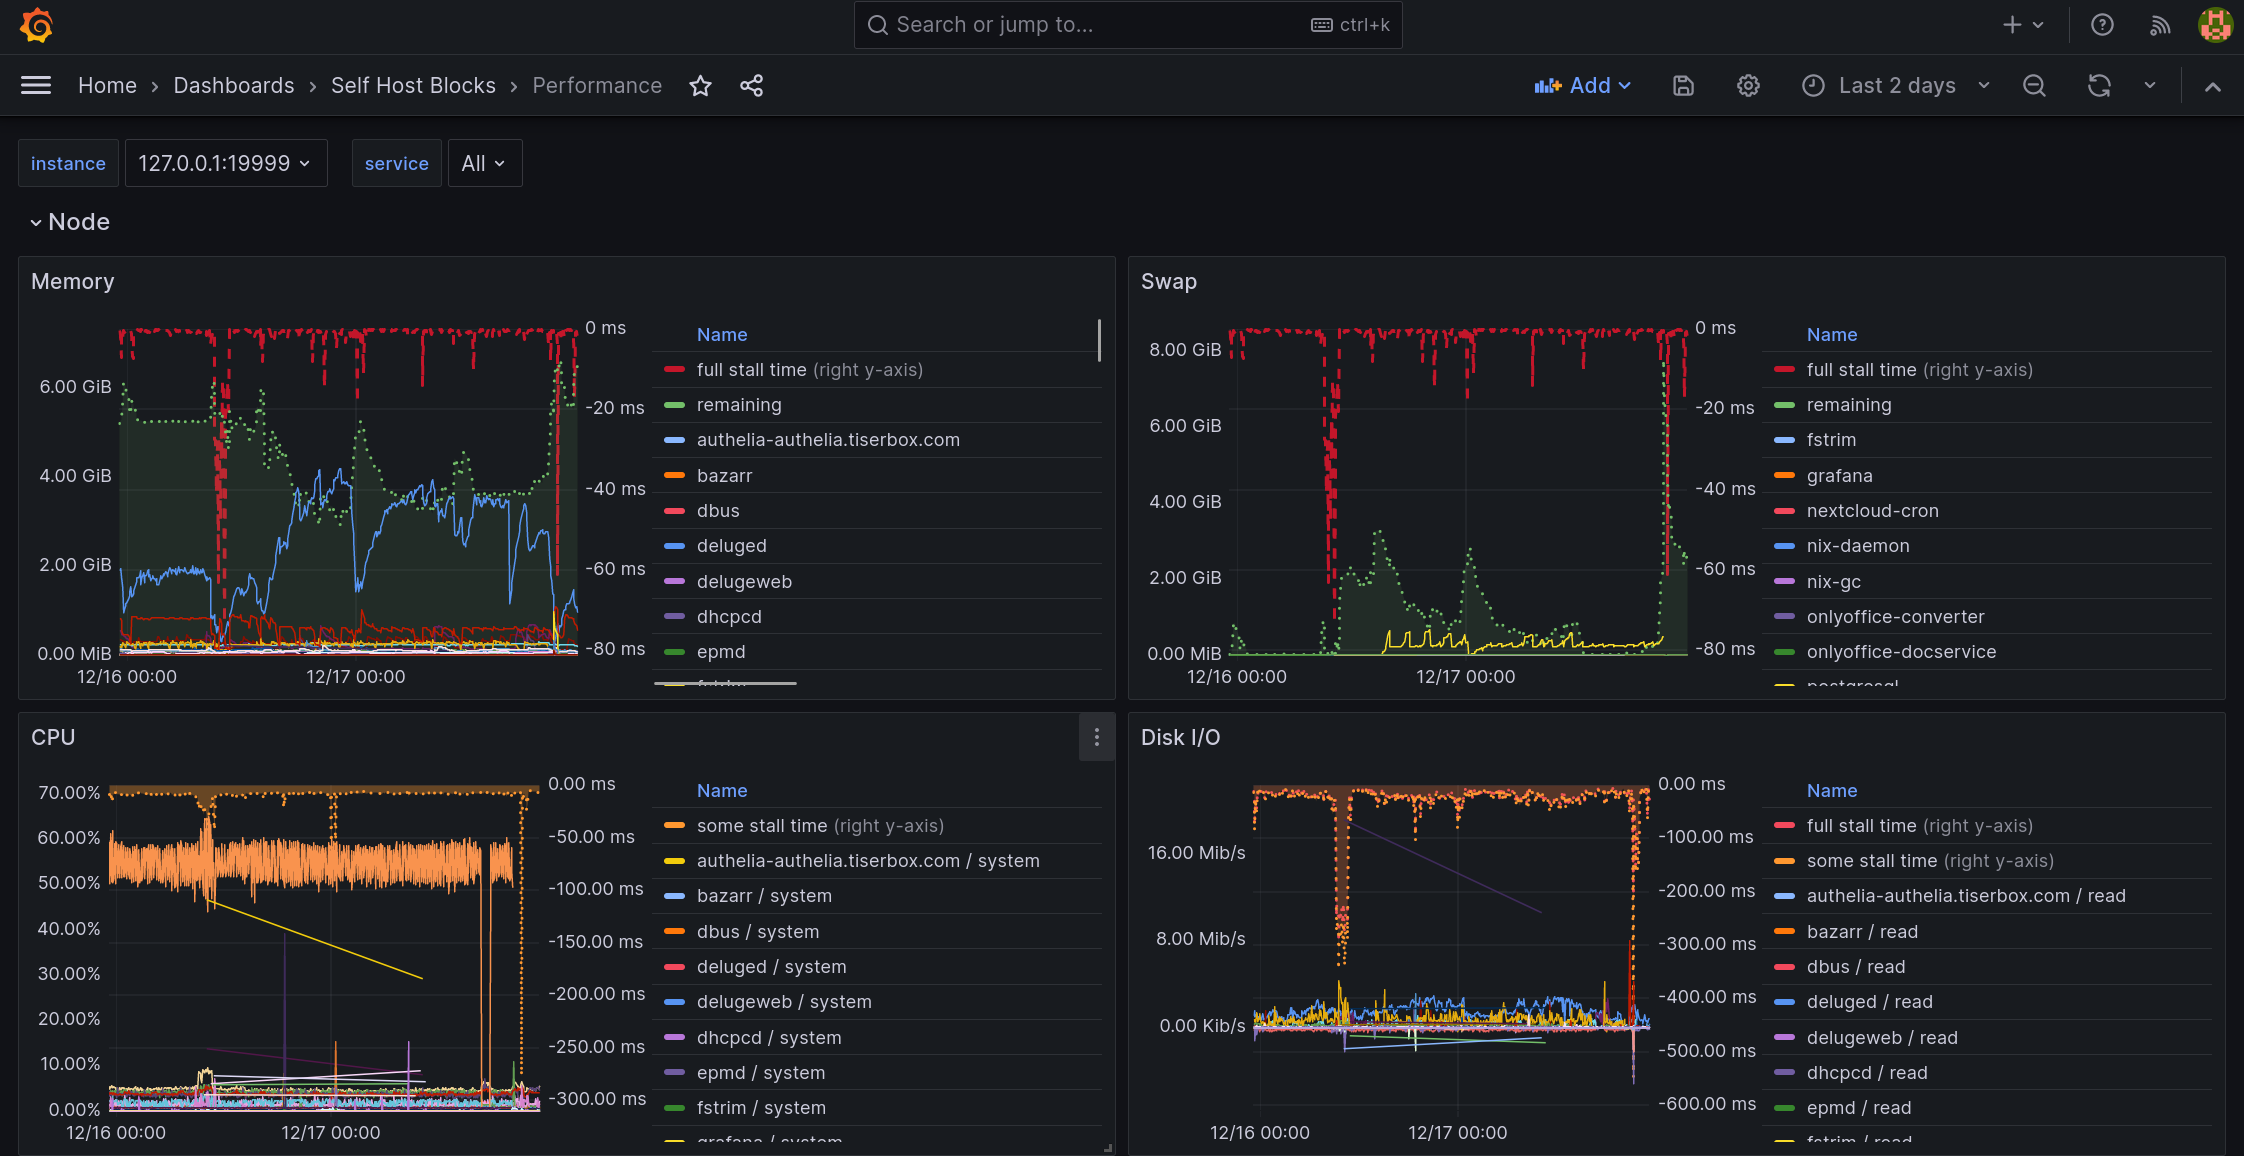 Search or jump to...
ctrl+k
Home
Dashboards
Self Host Blocks
Performance
Add
Last 2 days
instance
127.0.0.1:19999
service
All
Node
Memory
6.00 GiB
4.00 GiB
2.00 GiB
0.00 MiB
12/16 00:00
12/17 00:00
0 ms
-20 ms
-40 ms
-60 ms
-80 ms
Name
full stall time (right y-axis)
remaining
authelia-authelia.tiserbox.com
bazarr
dbus
deluged
delugeweb
dhcpcd
epmd
Swap
8.00 GiB
6.00 GiB
4.00 GiB
2.00 GiB
0.00 MiB
12/16 00:00
12/17 00:00
0 ms
-20 ms
-40 ms
-60 ms
-80 ms
Name
full stall time (right y-axis)
remaining
fstrim
grafana
nextcloud-cron
nix-daemon
nix-gc
onlyoffice-converter
onlyoffice-docservice
postgresql
CPU
70.00%
60.00%
50.00%
40.00%
30.00%
20.00%
10.00%
0.00%
12/16 00:00
12/17 00:00
0.00 ms
-50.00 ms
-100.00 ms
-150.00 ms
-200.00 ms
-250.00 ms
-300.00 ms
Name
some stall time (right y-axis)
authelia-authelia.tiserbox.com / system
bazarr / system
dbus / system
deluged / system
delugeweb / system
dhcpcd / system
epmd / system
fstrim / system
grafana / system
Disk I/O
16.00 Mib/s
8.00 Mib/s
0.00 Kib/s
12/16 00:00
12/17 00:00
0.00 ms
-100.00 ms
-200.00 ms
-300.00 ms
-400.00 ms
-500.00 ms
-600.00 ms
Name
full stall time (right y-axis)
some stall time (right y-axis)
authelia-authelia.tiserbox.com / read
bazarr / read
dbus / read
deluged / read
delugeweb / read
dhcpcd / read
epmd / read
fstrim / read